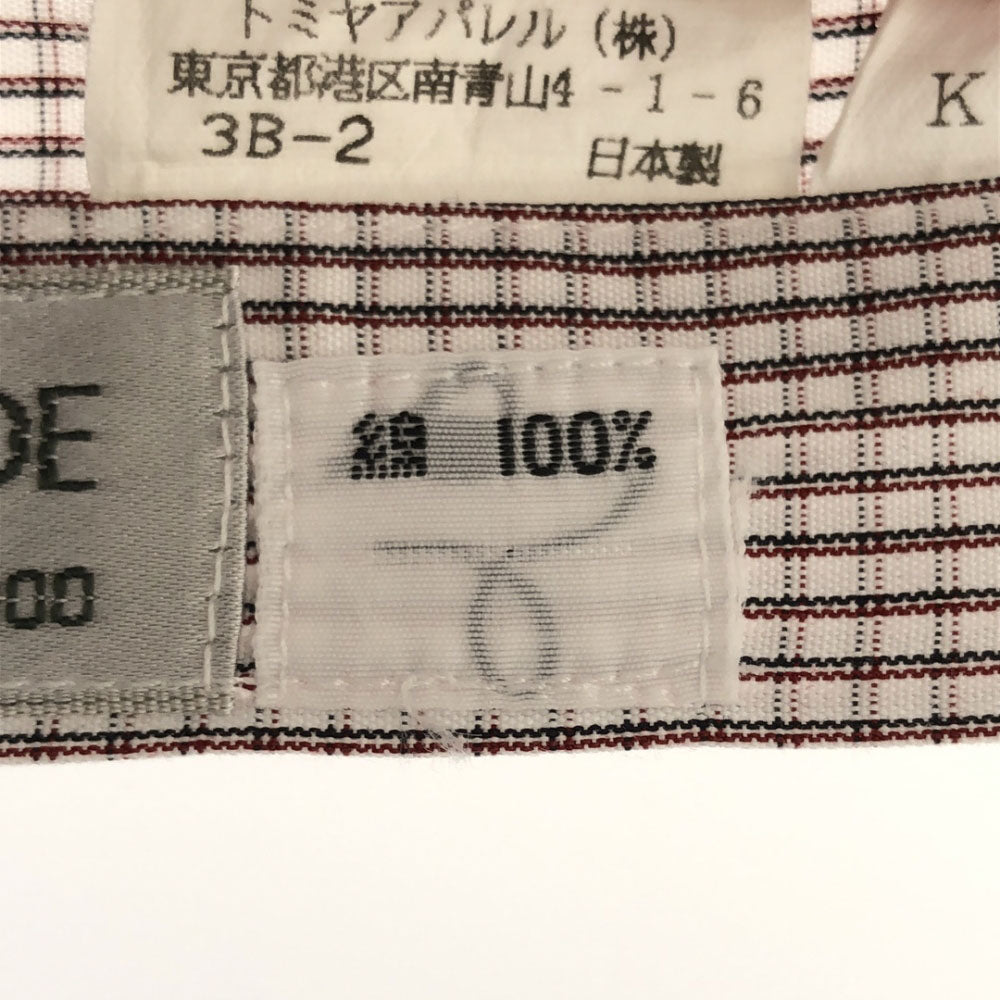 トミヤアパレル(株)
東京都港区南青山4-1-6
3B-2
日本製
K
DE
綿 100%
00